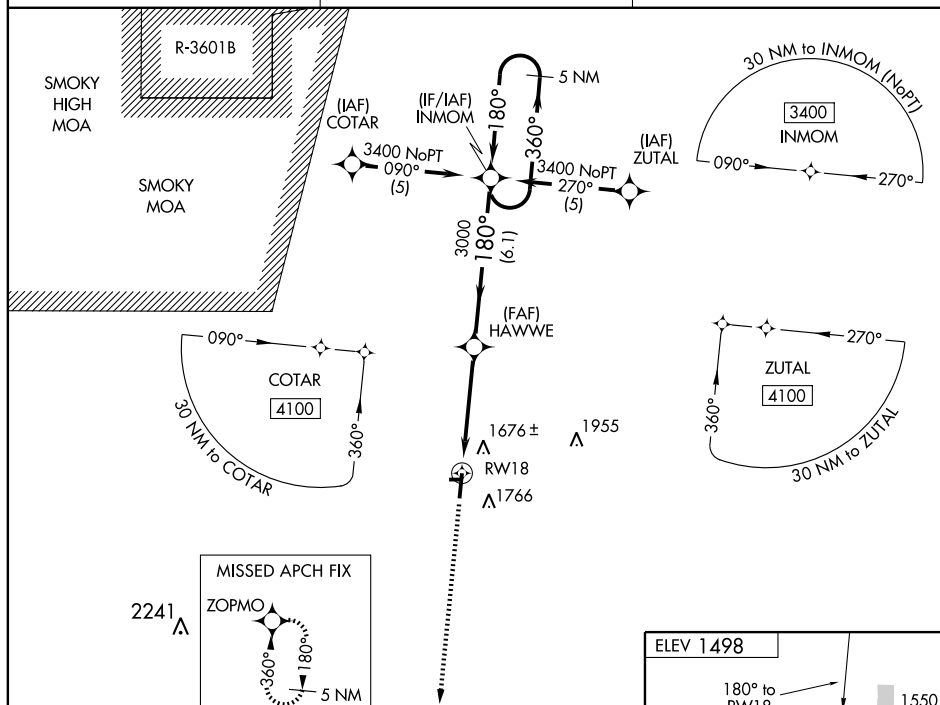 R-3601B
SMOKY
HIGH
MOA
SMOKY
MOA
(IAF)
COTAR
3400 NoPT
090°
(5)
(IF/IAF)
INMOM
180°
360°
5 NM
3400 NoPT
270°
(5)
(IAF)
ZUTAL
30 NM to INMOM (NoPT)
3400
INMOM
090°
270°
3000
180°
(6.1)
(FAF)
HAWWE
090°
COTAR
4100
360°
30 NM to COTAR
270°
ZUTAL
4100
360°
30 NM to ZUTAL
1676 ±
1955
RW18
1766
MISSED APCH FIX
ZOPMO
360°
180°
5 NM
2241
ELEV 1498
180° to
RW18
1550